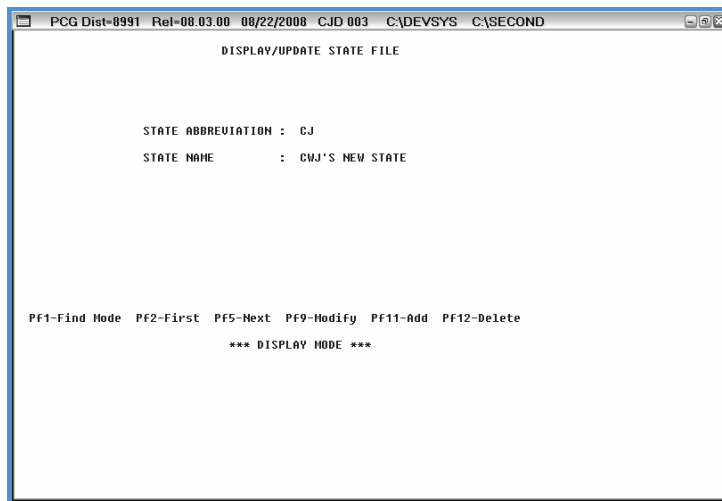 PCG Dist=8991 Rel=08.03.00 08/22/2008 CJD 003 C:\DEVSYS C:\SECOND
DISPLAY/UPDATE STATE FILE
STATE ABBREVIATION : CJ
STATE NAME : CWJ'S NEW STATE
Pf1-Find Mode Pf2-First Pf5-Next Pf9-Modify Pf11-Add Pf12-Delete
*** DISPLAY MODE ***